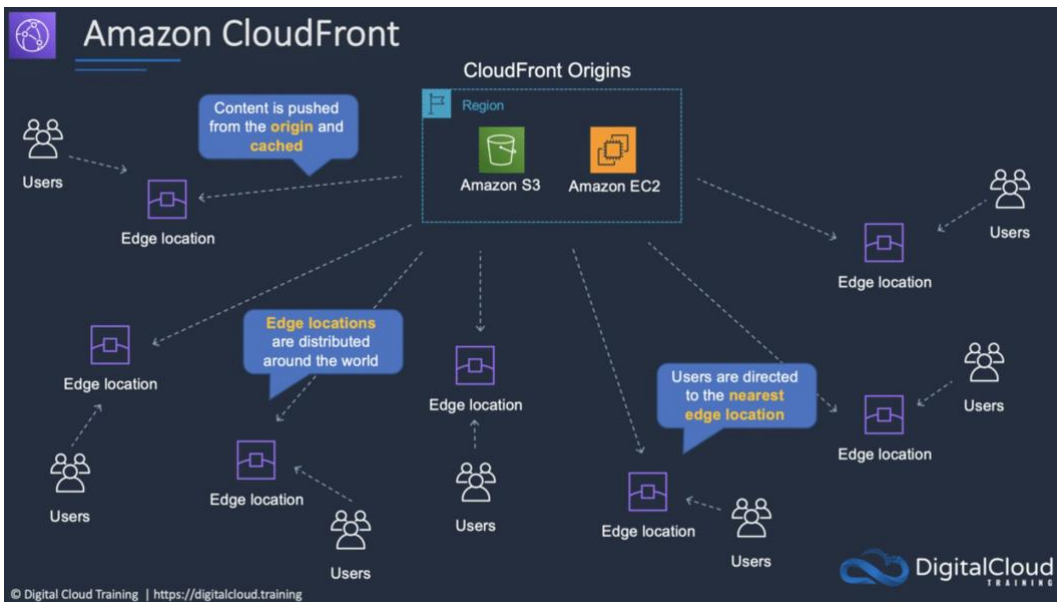 Amazon CloudFront
CloudFront Origins
Region
Amazon S3
Amazon EC2
Content is pushed
from the origin and
cached
Users
Edge location
Users
Edge location
Edge locations
are distributed
around the world
Edge location
Users
Edge location
Users
Edge location
Users
Users are directed
to the nearest
edge location
Edge location
Users
Edge location
Users
Edge location
Users
DigitalCloud
TRAINING
© Digital Cloud Training | https://digitalcloud.training